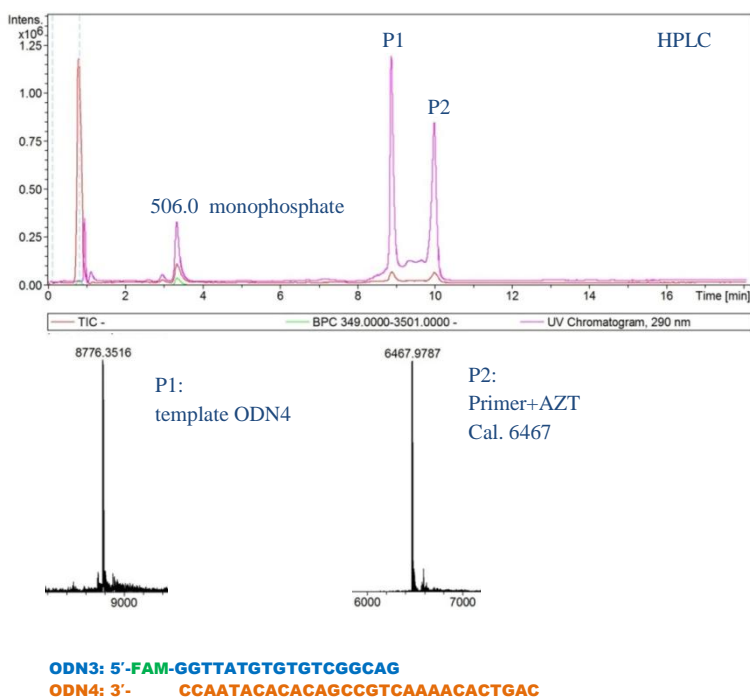 Intens.
x10⁶
1.25
1.00
0.75
0.50
0.25
0.00
P1
P2
HPLC
506.0 monophosphate
0 2 4 6 8 10 12 14 16 Time [min]
TIC - BPC 349.0000-3501.0000 - UV Chromatogram, 290 nm
8776.3516
P1:
template ODN4
9000
6467.9787
P2:
Primer+AZT
Cal. 6467
6000 7000
ODN3: 5′-FAM-GGTTATGTGTGTCGGCAG
ODN4: 3′- CCAATACACACAGCCGTCAAAACACTGAC